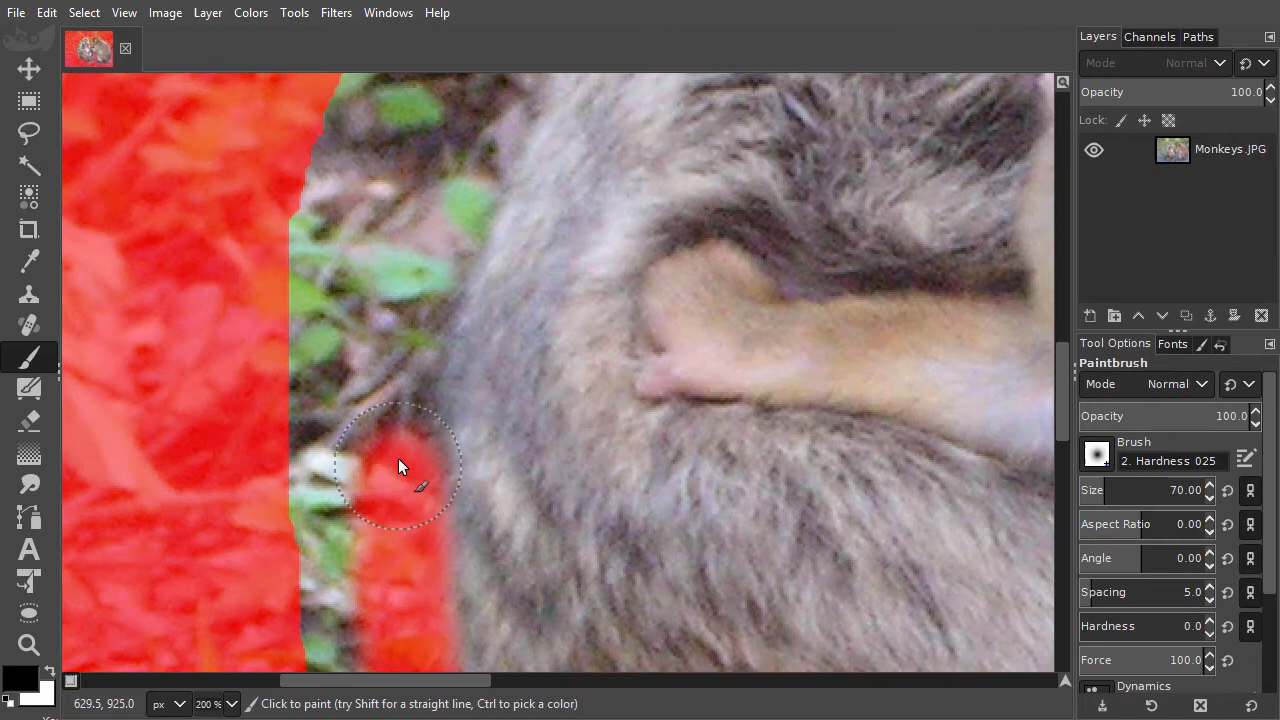 File Edit Select View Image Layer Colors Tools Filters Windows Help
Layers Channels Paths
Mode Normal
Opacity 100.0
Lock:
Monkeys.JPG
Tool Options Fonts
Paintbrush
Mode Normal
Opacity 100.0
Brush
2. Hardness 025
Size 70.00
Aspect Ratio 0.00
Angle 0.00
Spacing 5.0
Hardness 0.0
Force 100.0
Dynamics
629.5, 925.0 px 200 % Click to paint (try Shift for a straight line, Ctrl to pick a color)